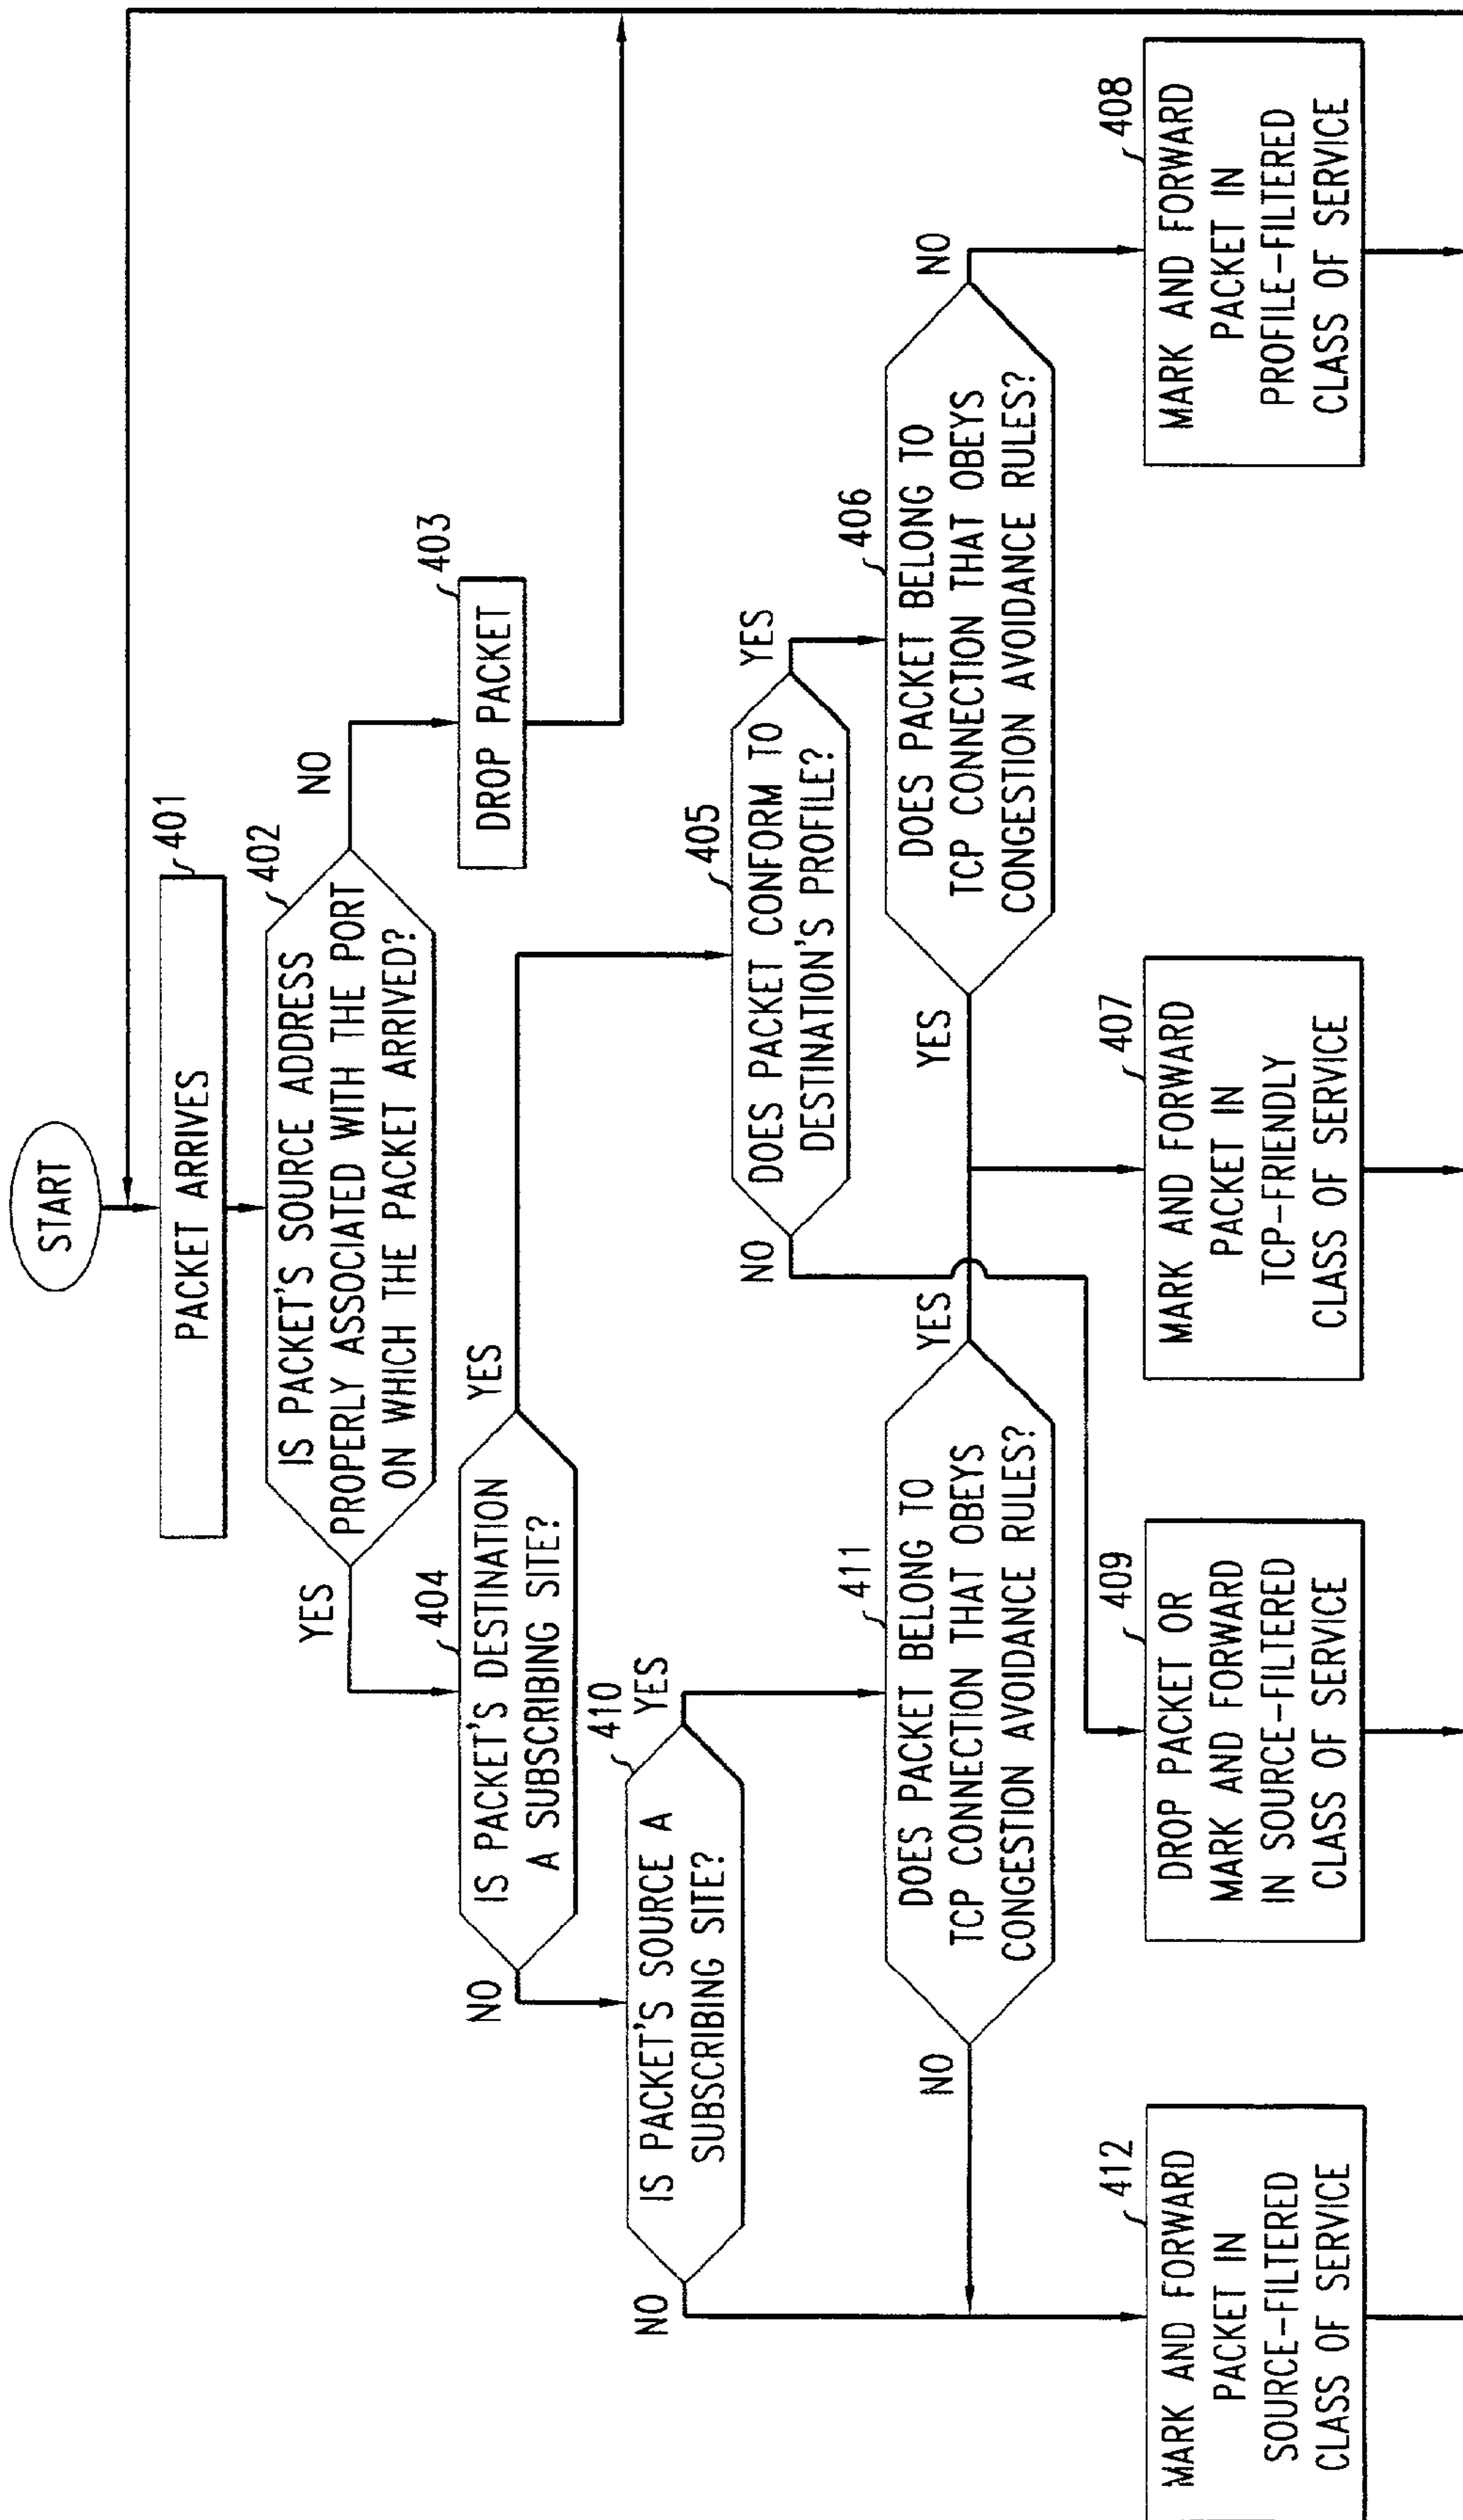 START
PACKET ARRIVES
401
IS PACKET'S SOURCE ADDRESS
PROPERLY ASSOCIATED WITH THE PORT
ON WHICH THE PACKET ARRIVED?
402
YES
NO
DROP PACKET
403
IS PACKET'S DESTINATION
A SUBSCRIBING SITE?
404
NO
YES
IS PACKET'S SOURCE A
SUBSCRIBING SITE?
410
NO
YES
DOES PACKET CONFORM TO
DESTINATION'S PROFILE?
405
NO
YES
DOES PACKET BELONG TO
TCP CONNECTION THAT OBEYS
CONGESTION AVOIDANCE RULES?
411
NO
YES
DOES PACKET BELONG TO
TCP CONNECTION THAT OBEYS
CONGESTION AVOIDANCE RULES?
406
YES
NO
MARK AND FORWARD
PACKET IN
SOURCE-FILTERED
CLASS OF SERVICE
412
DROP PACKET OR
MARK AND FORWARD
IN SOURCE-FILTERED
CLASS OF SERVICE
409
MARK AND FORWARD
PACKET IN
TCP-FRIENDLY
CLASS OF SERVICE
407
MARK AND FORWARD
PACKET IN
PROFILE-FILTERED
CLASS OF SERVICE
408